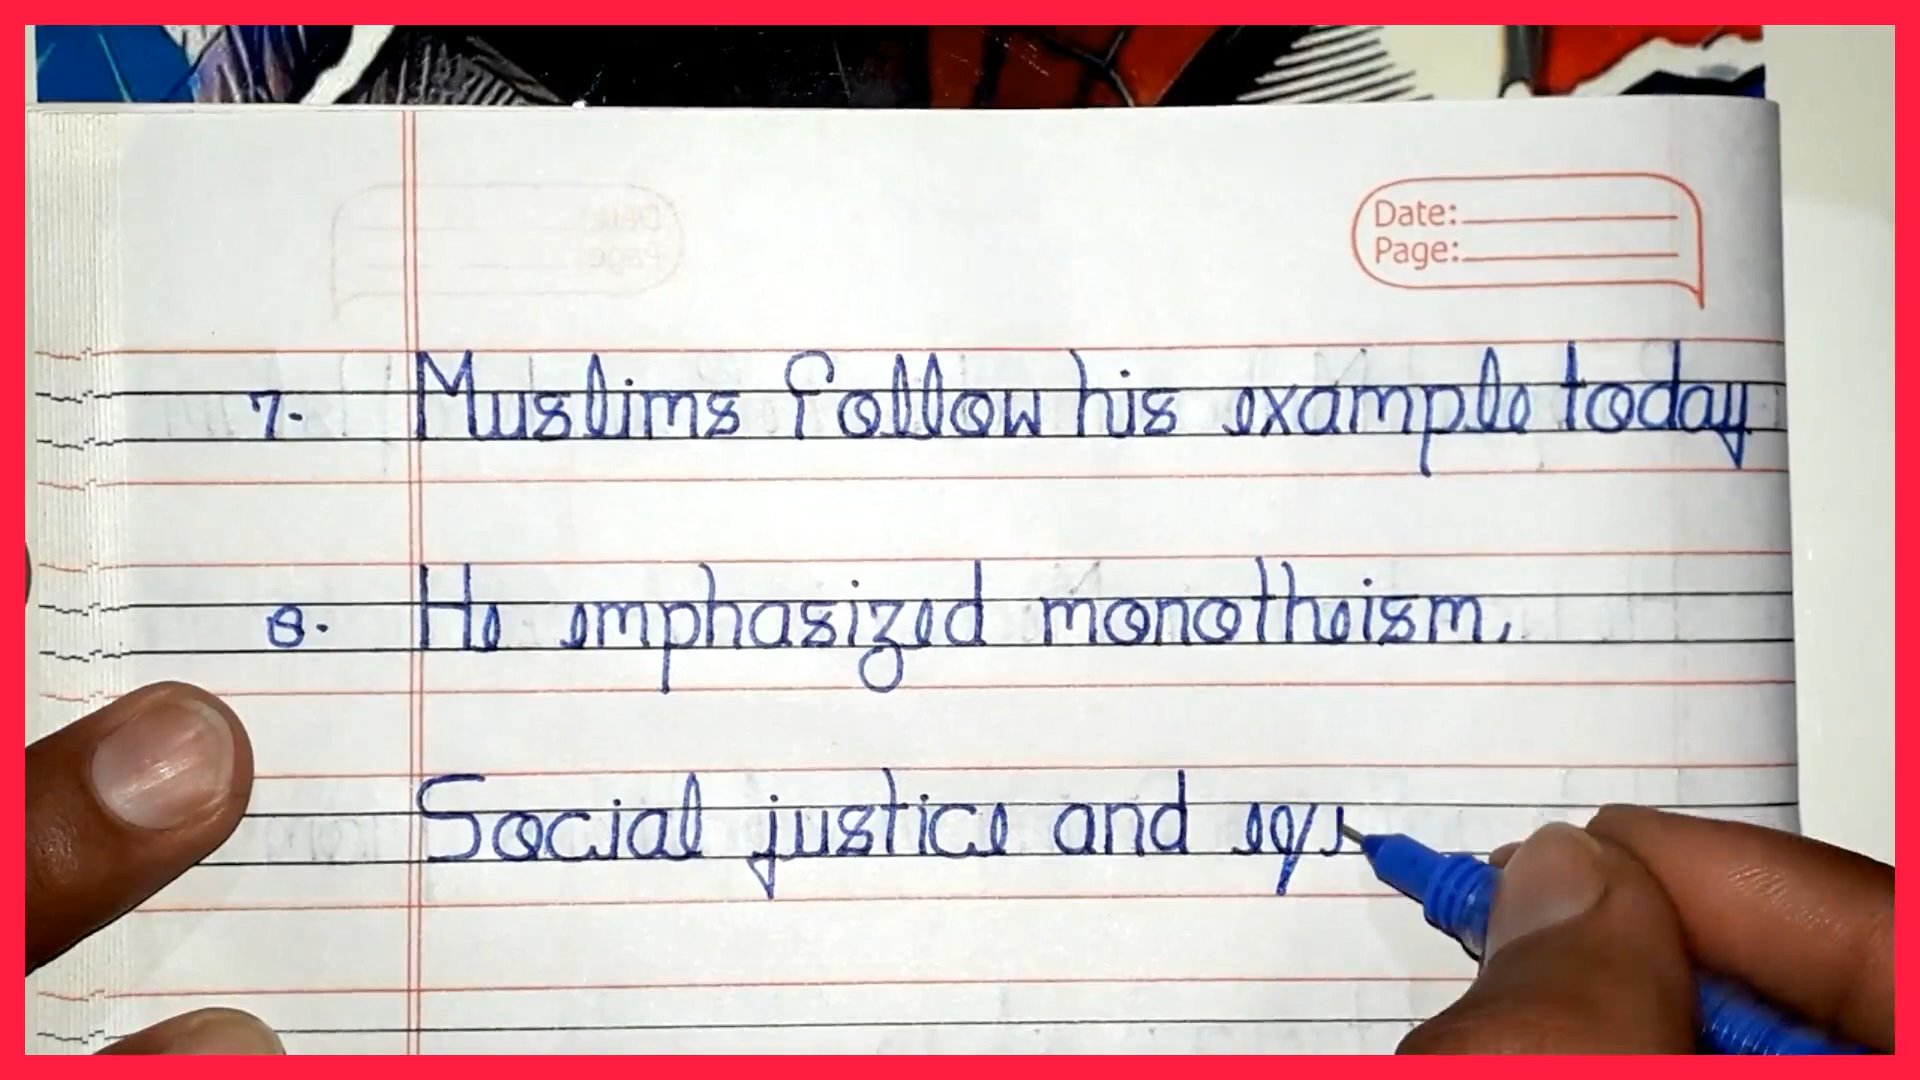 Date:
Page:
7. Muslims follow his example today
8. He emphasized monotheism,
Social justice and